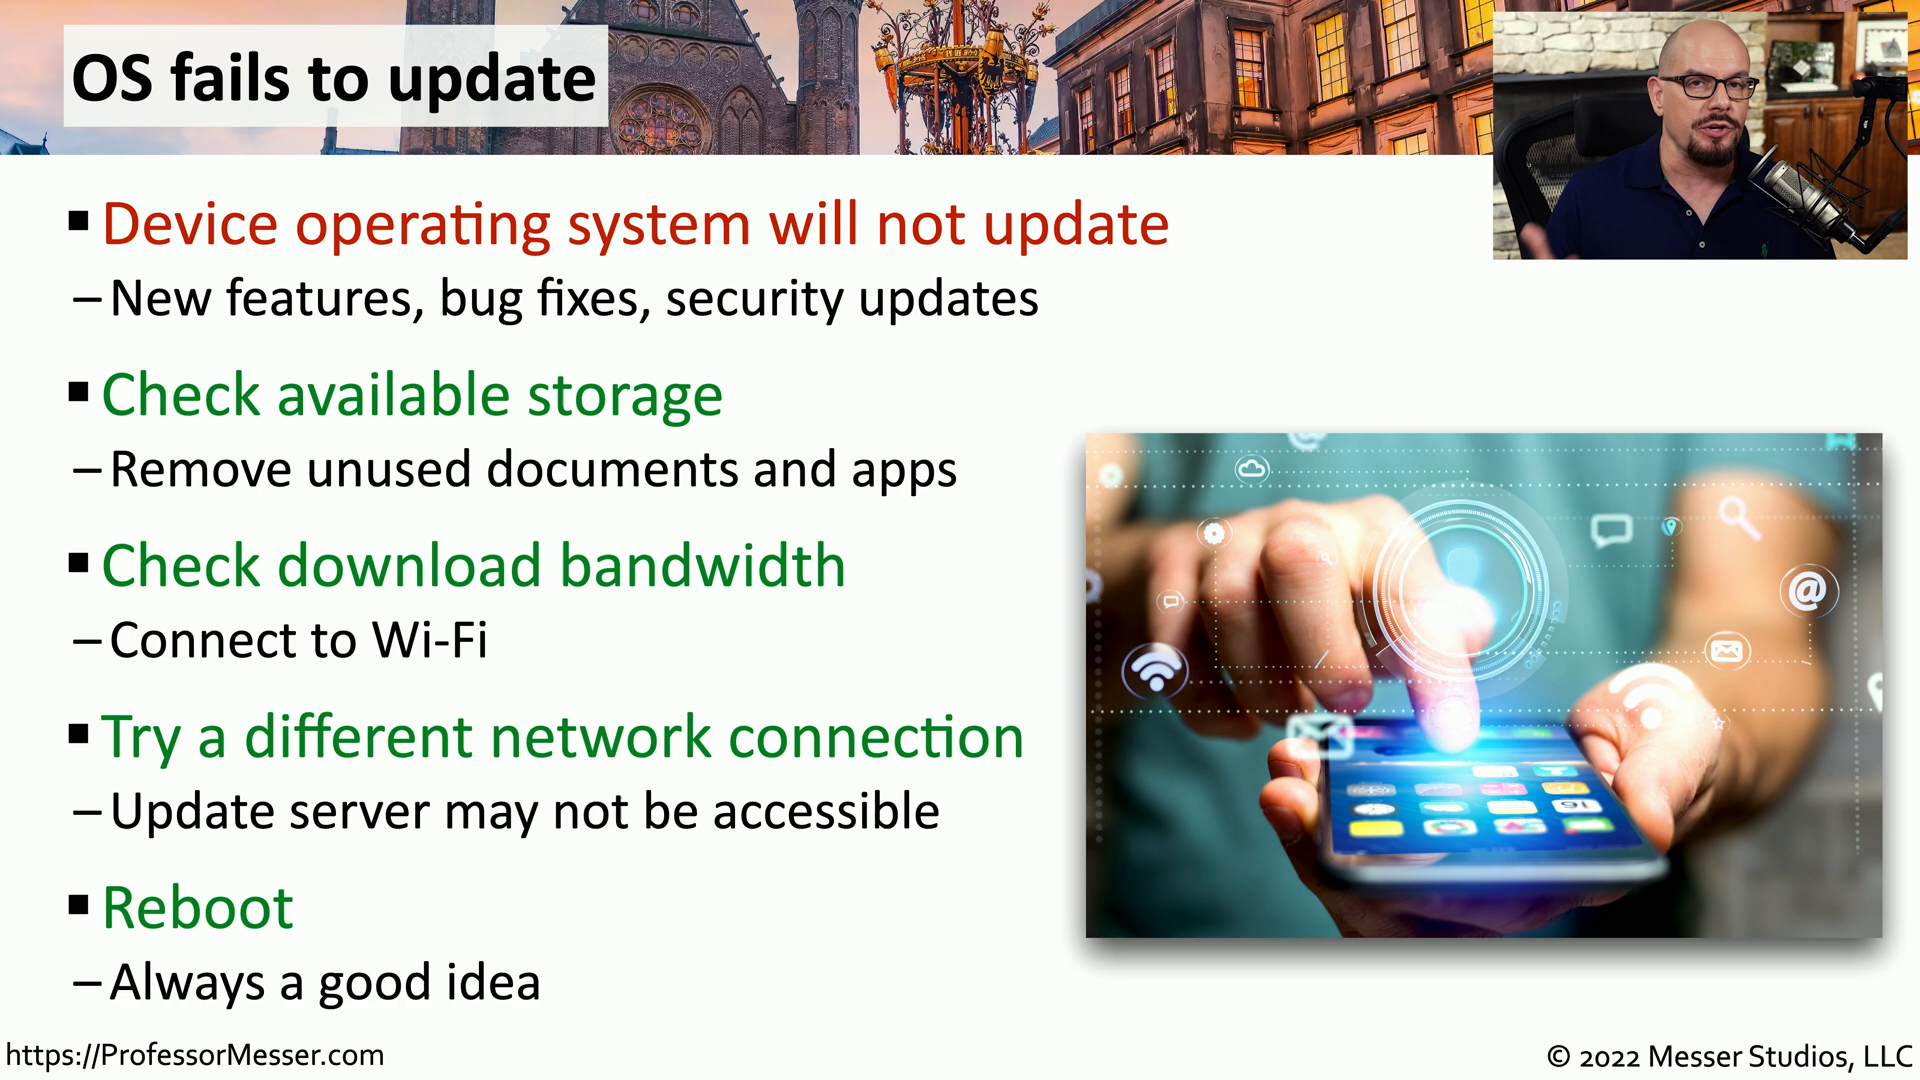 OS fails to update
▪ Device operating system will not update
– New features, bug fixes, security updates
▪ Check available storage
– Remove unused documents and apps
▪ Check download bandwidth
– Connect to Wi-Fi
▪ Try a different network connection
– Update server may not be accessible
▪ Reboot
– Always a good idea
https://ProfessorMesser.com
© 2022 Messer Studios, LLC